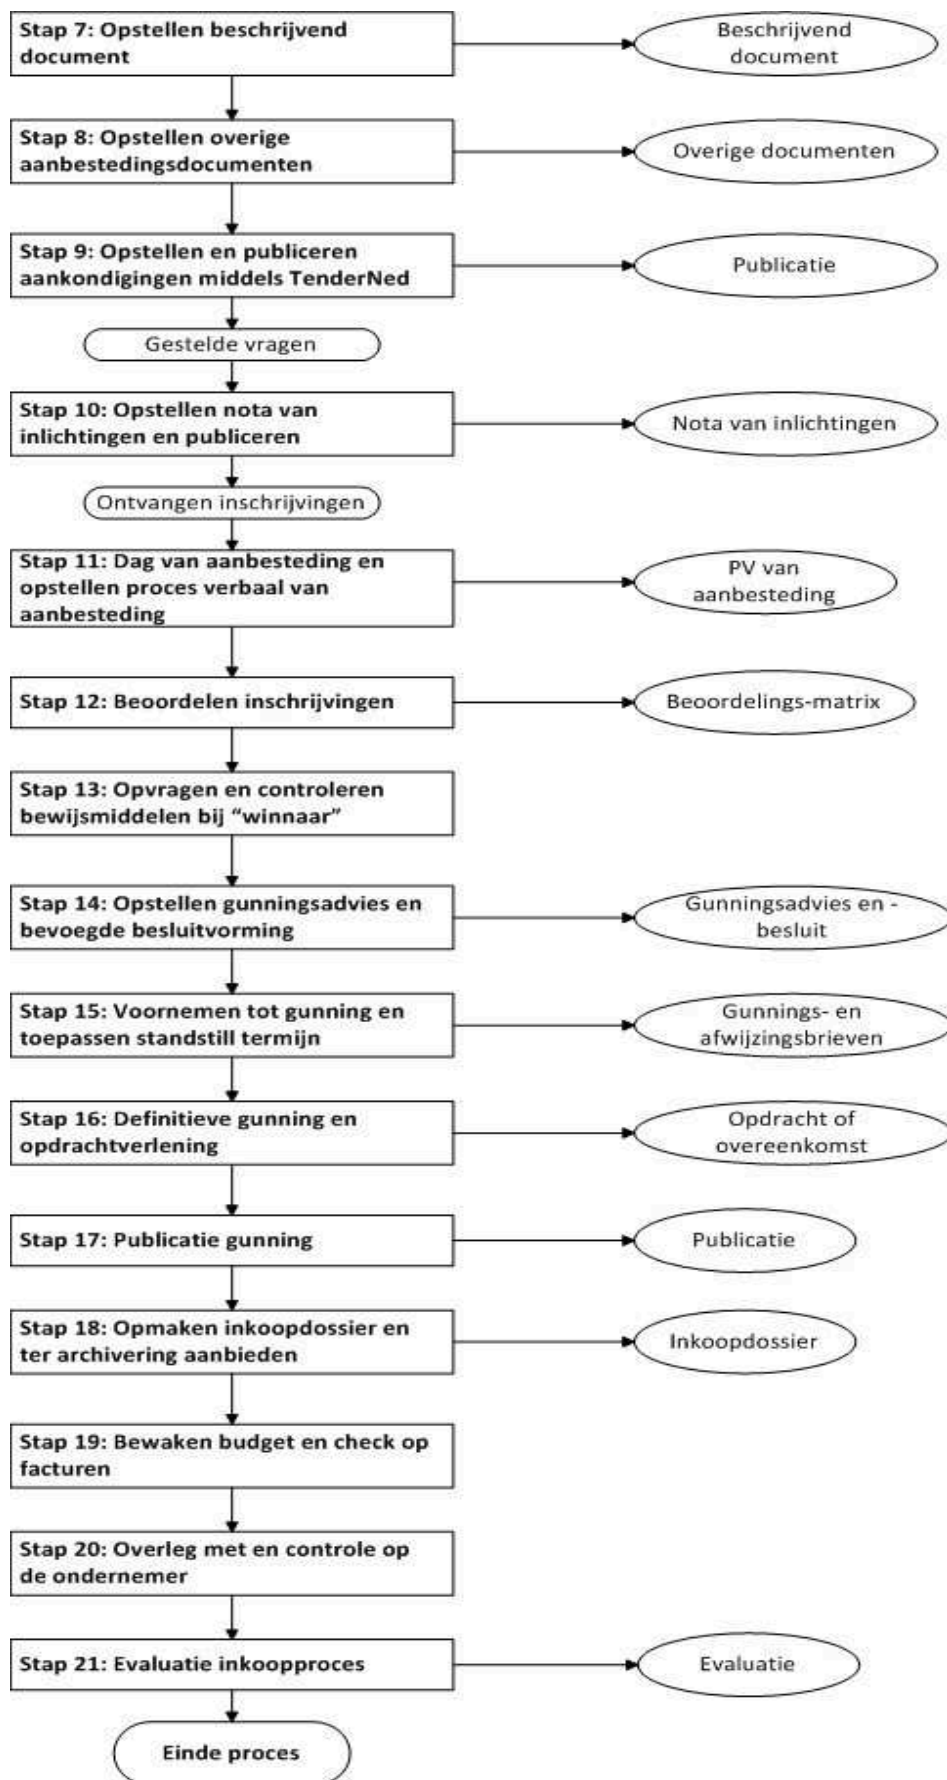 Stap 7: Opstellen beschrijvend
document
Beschrijvend
document
Stap 8: Opstellen overige
aanbestedingsdocumenten
Overige documenten
Stap 9: Opstellen en publiceren
aankondigingen middels TenderNed
Publicatie
Gestelde vragen
Stap 10: Opstellen nota van
inlichtingen en publiceren
Nota van inlichtingen
Ontvangen inschrijvingen
Stap 11: Dag van aanbesteding en
opstellen proces verbaal van
aanbesteding
PV van
aanbesteding
Stap 12: Beoordelen inschrijvingen
Beoordelings-matrix
Stap 13: Opvragen en controleren
bewijsmiddelen bij “winnaar”
Stap 14: Opstellen gunningsadvies en
bevoegde besluitvorming
Gunningsadvies en -
besluit
Stap 15: Voornemen tot gunning en
toepassen standstill termijn
Gunnings- en
afwijzingsbrieven
Stap 16: Definitieve gunning en
opdrachtverlening
Opdracht of
overeenkomst
Stap 17: Publicatie gunning
Publicatie
Stap 18: Opmaken inkoopdossier en
ter archivering aanbieden
Inkoopdossier
Stap 19: Bewaken budget en check op
facturen
Stap 20: Overleg met en controle op
de ondernemer
Stap 21: Evaluatie inkoopproces
Evaluatie
Einde proces